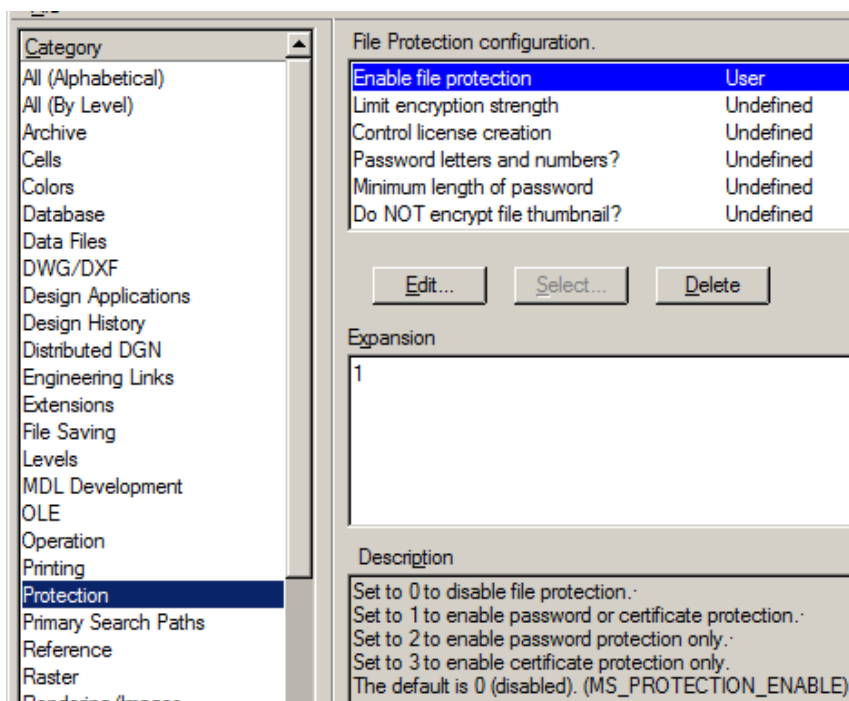 Category
All (Alphabetical)
All (By Level)
Archive
Cells
Colors
Database
Data Files
DWG/DXF
Design Applications
Design History
Distributed DGN
Engineering Links
Extensions
File Saving
Levels
MDL Development
OLE
Operation
Printing
Protection
Primary Search Paths
Reference
Raster
File Protection configuration.
Enable file protection User
Limit encryption strength Undefined
Control license creation Undefined
Password letters and numbers? Undefined
Minimum length of password Undefined
Do NOT encrypt file thumbnail? Undefined
Edit... Select... Delete
Expansion
1
Description
Set to 0 to disable file protection.·
Set to 1 to enable password or certificate protection.·
Set to 2 to enable password protection only.·
Set to 3 to enable certificate protection only.
The default is 0 (disabled). (MS_PROTECTION_ENABLE)